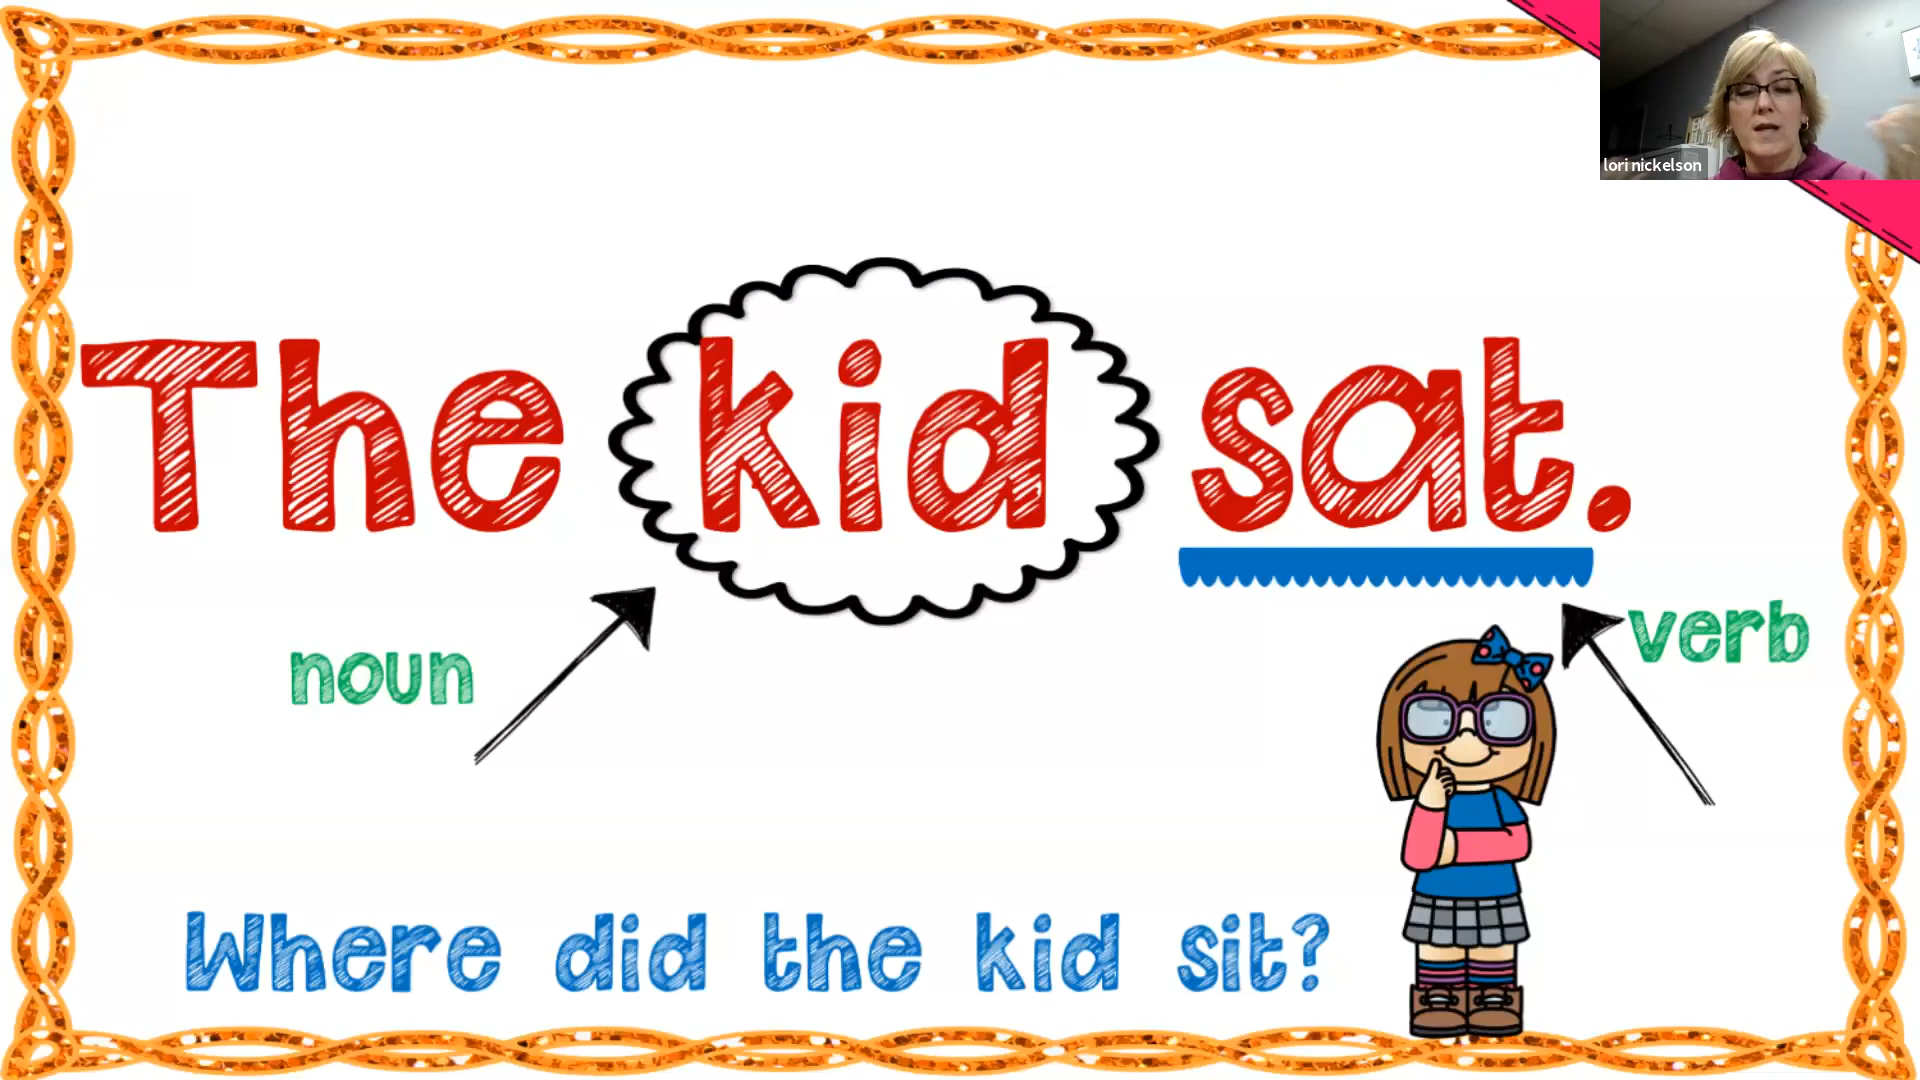 lori nickelson
The kid sat.
noun
verb
Where did the kid sit?